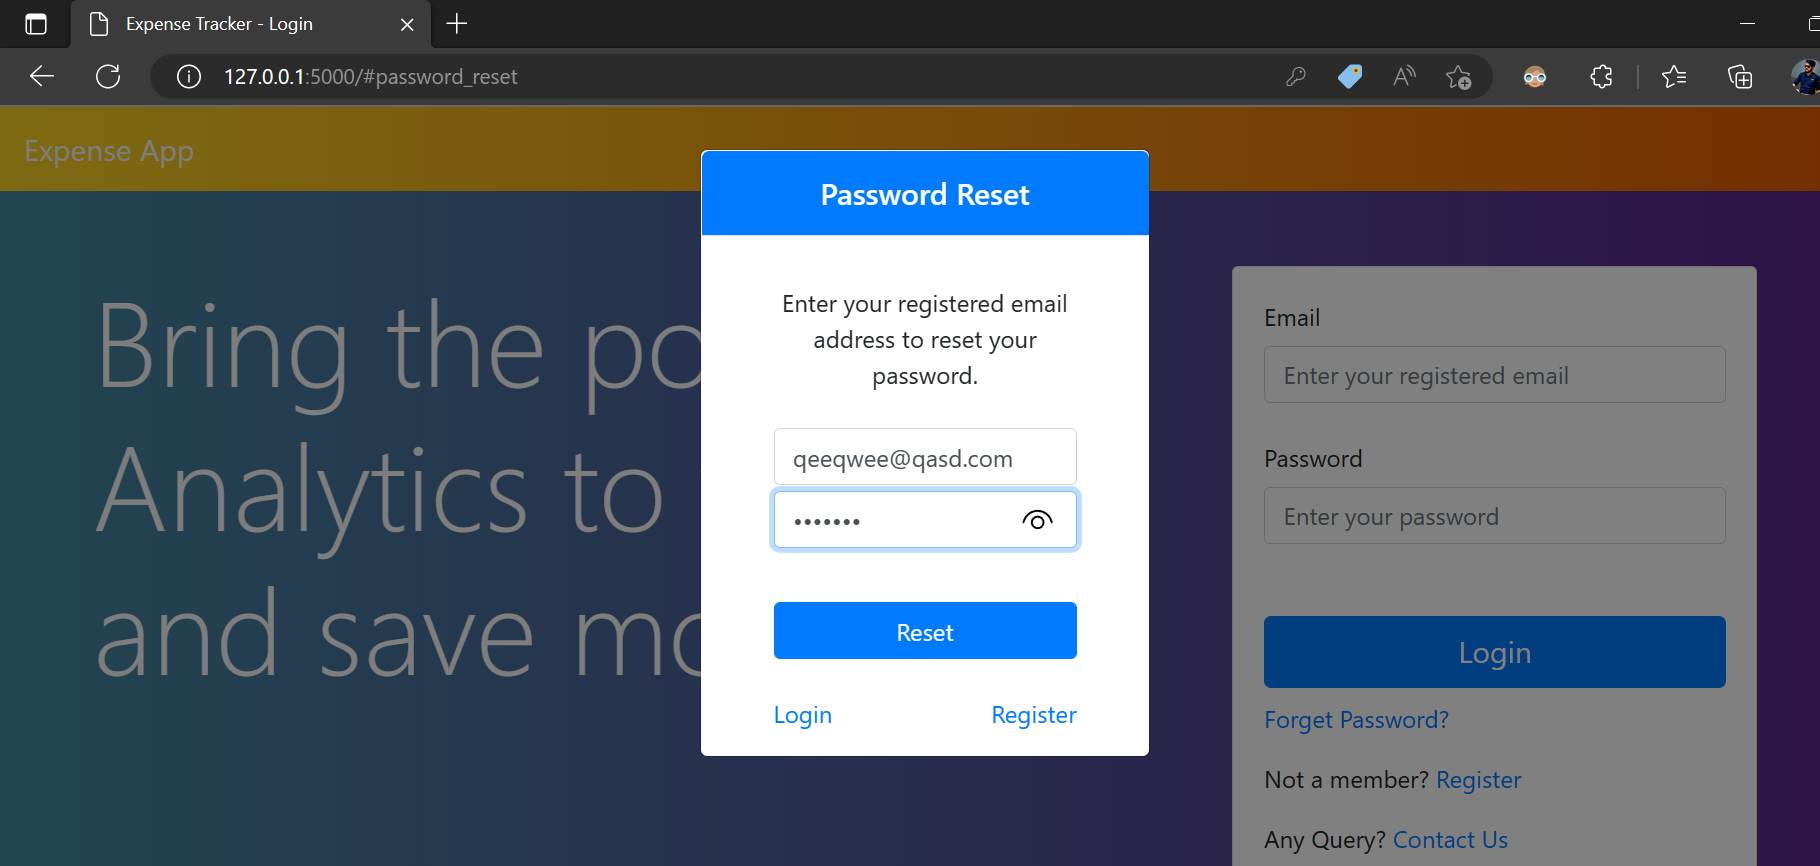 Expense Tracker - Login
127.0.0.1:5000/#password_reset
Expense App
Password Reset
Enter your registered email
address to reset your
password.
qeeqwee@qasd.com
•••••••
Reset
Login
Register
Bring the po
Analytics to
and save mo
Email
Enter your registered email
Password
Enter your password
Login
Forget Password?
Not a member? Register
Any Query? Contact Us